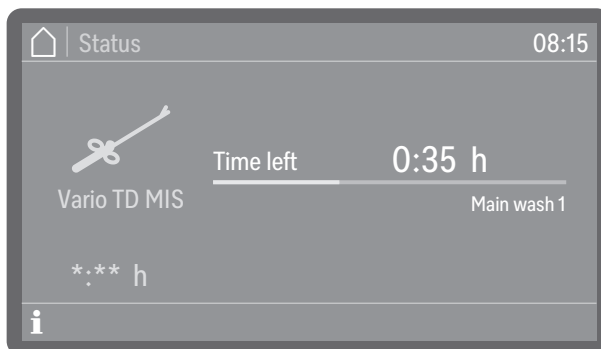 Status 08:15
Time left 0:35 h
Vario TD MIS
Main wash 1
*:** h
i